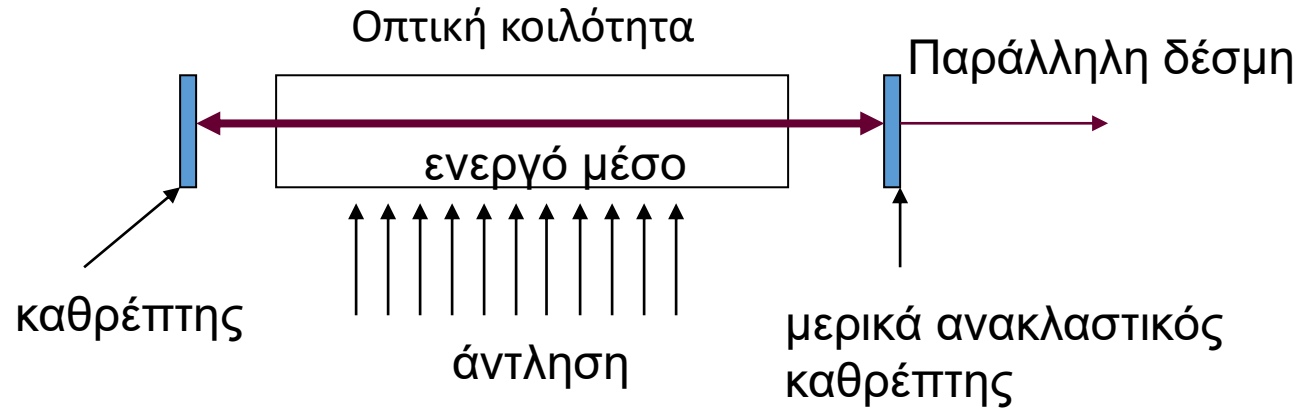 Οπτική κοιλότητα
Παράλληλη δέσμη
ενεργό μέσο
καθρέπτης
άντληση
μερικά ανακλαστικός
καθρέπτης